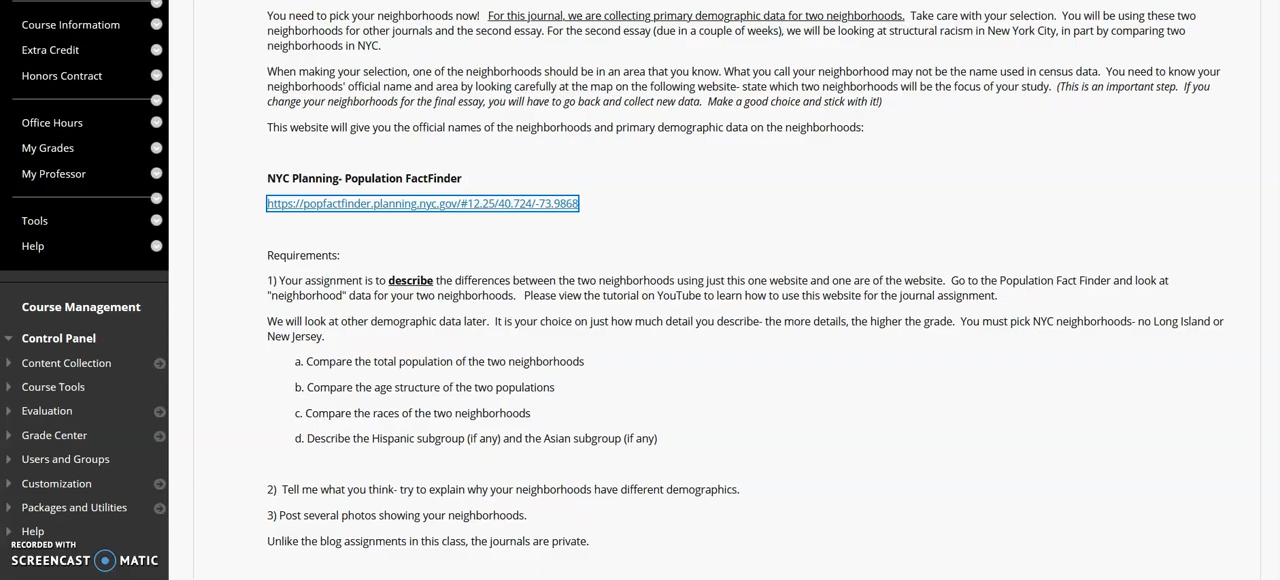 Course Information
Extra Credit
Honors Contract
Office Hours
My Grades
My Professor
Tools
Help
Course Management
Control Panel
Content Collection
Course Tools
Evaluation
Grade Center
Users and Groups
Customization
Packages and Utilities
Help
RECORDED WITH
SCREENCAST MATIC
You need to pick your neighborhoods now! For this journal, we are collecting primary demographic data for two neighborhoods. Take care with your selection. You will be using these two
neighborhoods for other journals and the second essay. For the second essay (due in a couple of weeks), we will be looking at structural racism in New York City, in part by comparing two
neighborhoods in NYC.
When making your selection, one of the neighborhoods should be in an area that you know. What you call your neighborhood may not be the name used in census data. You need to know your
neighborhoods' official name and area by looking carefully at the map on the following website- state which two neighborhoods will be the focus of your study. (This is an important step. If you
change your neighborhoods for the final essay, you will have to go back and collect new data. Make a good choice and stick with it!)
This website will give you the official names of the neighborhoods and primary demographic data on the neighborhoods:
NYC Planning- Population FactFinder
https://popfactfinder.planning.nyc.gov/#12.25/40.724/-73.9868
Requirements:
1) Your assignment is to describe the differences between the two neighborhoods using just this one website and one are of the website. Go to the Population Fact Finder and look at
"neighborhood" data for your two neighborhoods. Please view the tutorial on YouTube to learn how to use this website for the journal assignment.
We will look at other demographic data later. It is your choice on just how much detail you describe- the more details, the higher the grade. You must pick NYC neighborhoods- no Long Island or
New Jersey.
a. Compare the total population of the two neighborhoods
b. Compare the age structure of the two populations
c. Compare the races of the two neighborhoods
d. Describe the Hispanic subgroup (if any) and the Asian subgroup (if any)
2) Tell me what you think- try to explain why your neighborhoods have different demographics.
3) Post several photos showing your neighborhoods.
Unlike the blog assignments in this class, the journals are private.